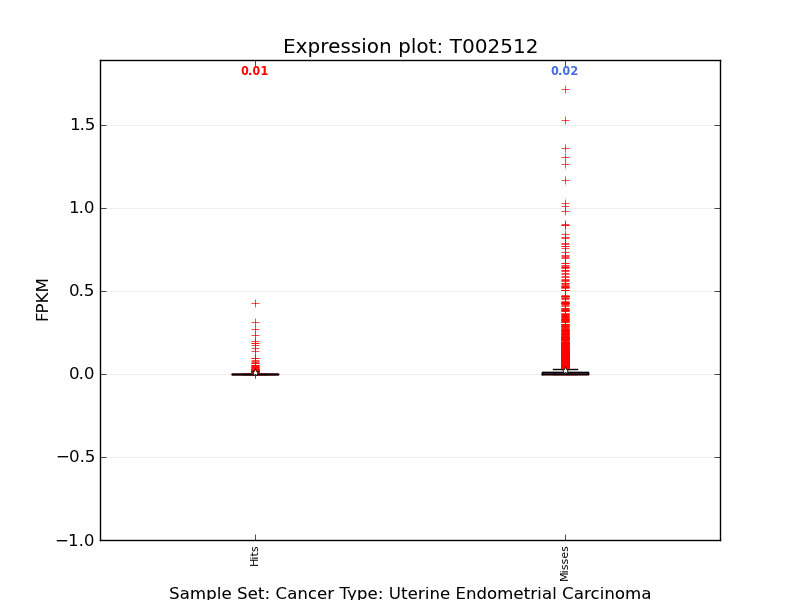 Expression plot: T002512
0.01
0.02
1.5
1.0
0.5
0.0
−0.5
−1.0
FPKM
Hits
Misses
Sample Set: Cancer Type: Uterine Endometrial Carcinoma